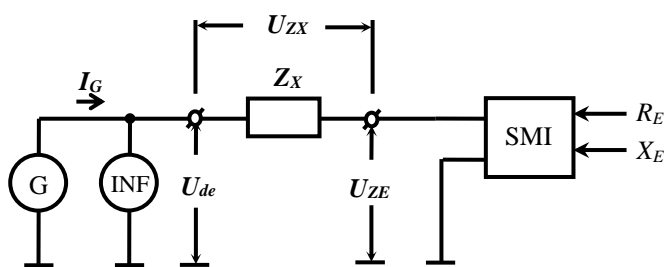 U_ZX
I_G
Z_X
R_E
SMI
X_E
G
INF
U_de
U_ZE